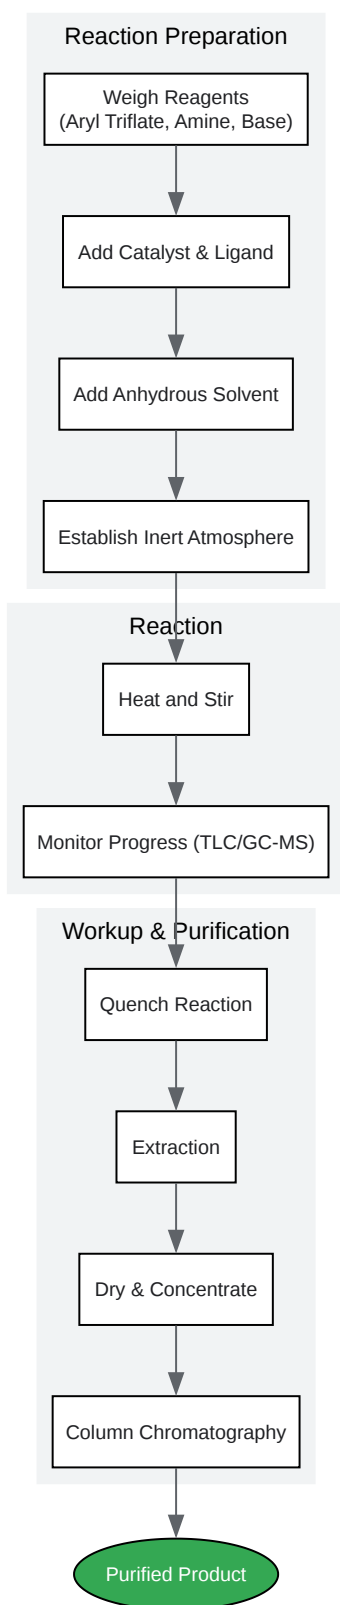 Reaction Preparation
Weigh Reagents
(Aryl Triflate, Amine, Base)
Add Catalyst & Ligand
Add Anhydrous Solvent
Establish Inert Atmosphere
Reaction
Heat and Stir
Monitor Progress (TLC/GC-MS)
Workup & Purification
Quench Reaction
Extraction
Dry & Concentrate
Column Chromatography
Purified Product